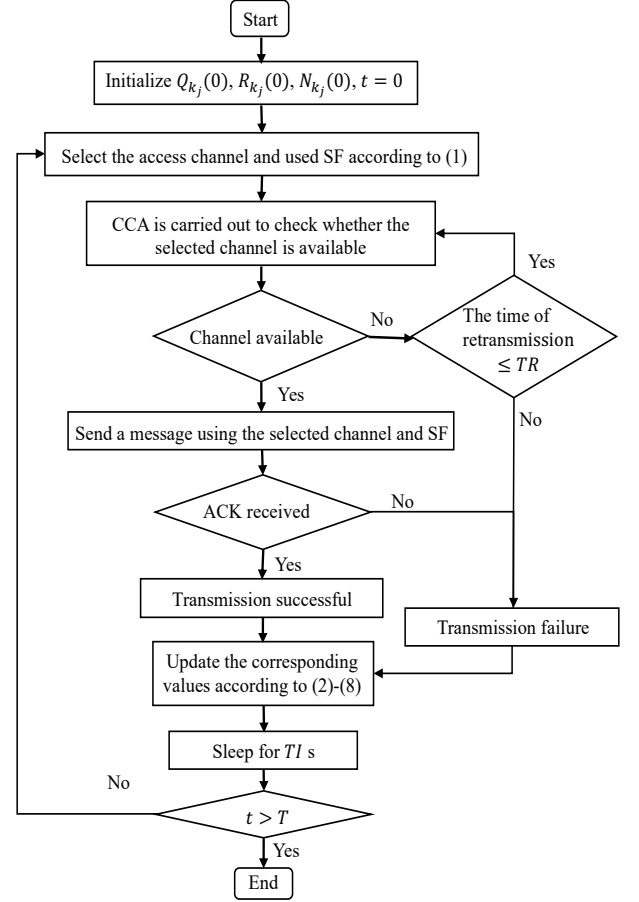 Start
Initialize $Q_{k_j}(0)$, $R_{k_j}(0)$, $N_{k_j}(0)$, $t = 0$
Select the access channel and used SF according to (1)
CCA is carried out to check whether the
selected channel is available
Yes
Channel available
No
The time of
retransmission
≤ TR
Yes
No
Send a message using the selected channel and SF
ACK received
No
Yes
Transmission successful
Transmission failure
Update the corresponding
values according to (2)-(8)
Sleep for TI s
No
t > T
Yes
End